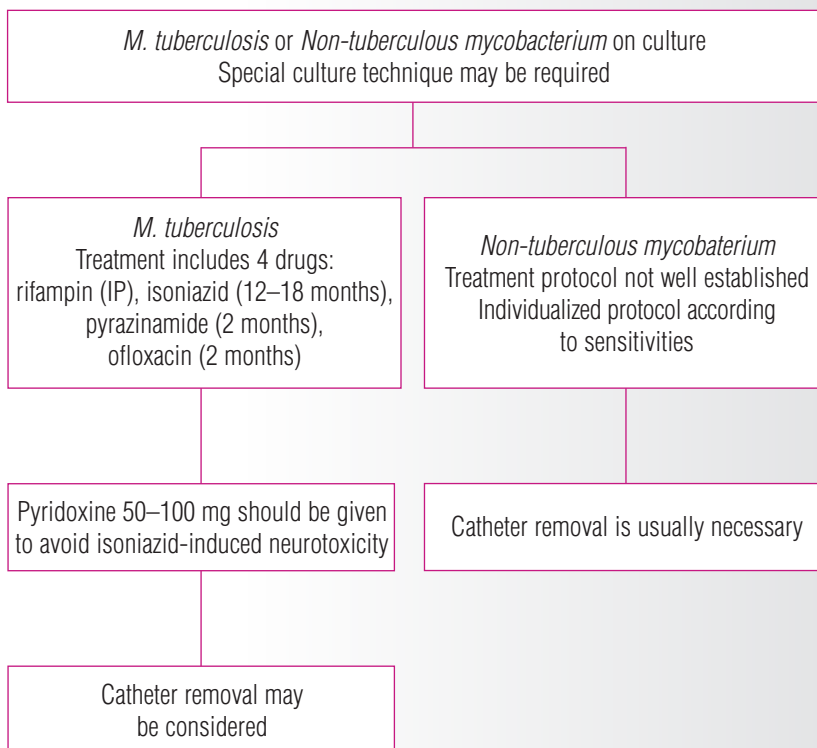 M. tuberculosis or Non-tuberculous mycobacterium on culture
Special culture technique may be required
M. tuberculosis
Treatment includes 4 drugs:
rifampin (IP), isoniazid (12–18 months),
pyrazinamide (2 months),
ofloxacin (2 months)
Non-tuberculous mycobaterium
Treatment protocol not well established
Individualized protocol according
to sensitivities
Pyridoxine 50–100 mg should be given
to avoid isoniazid-induced neurotoxicity
Catheter removal is usually necessary
Catheter removal may
be considered